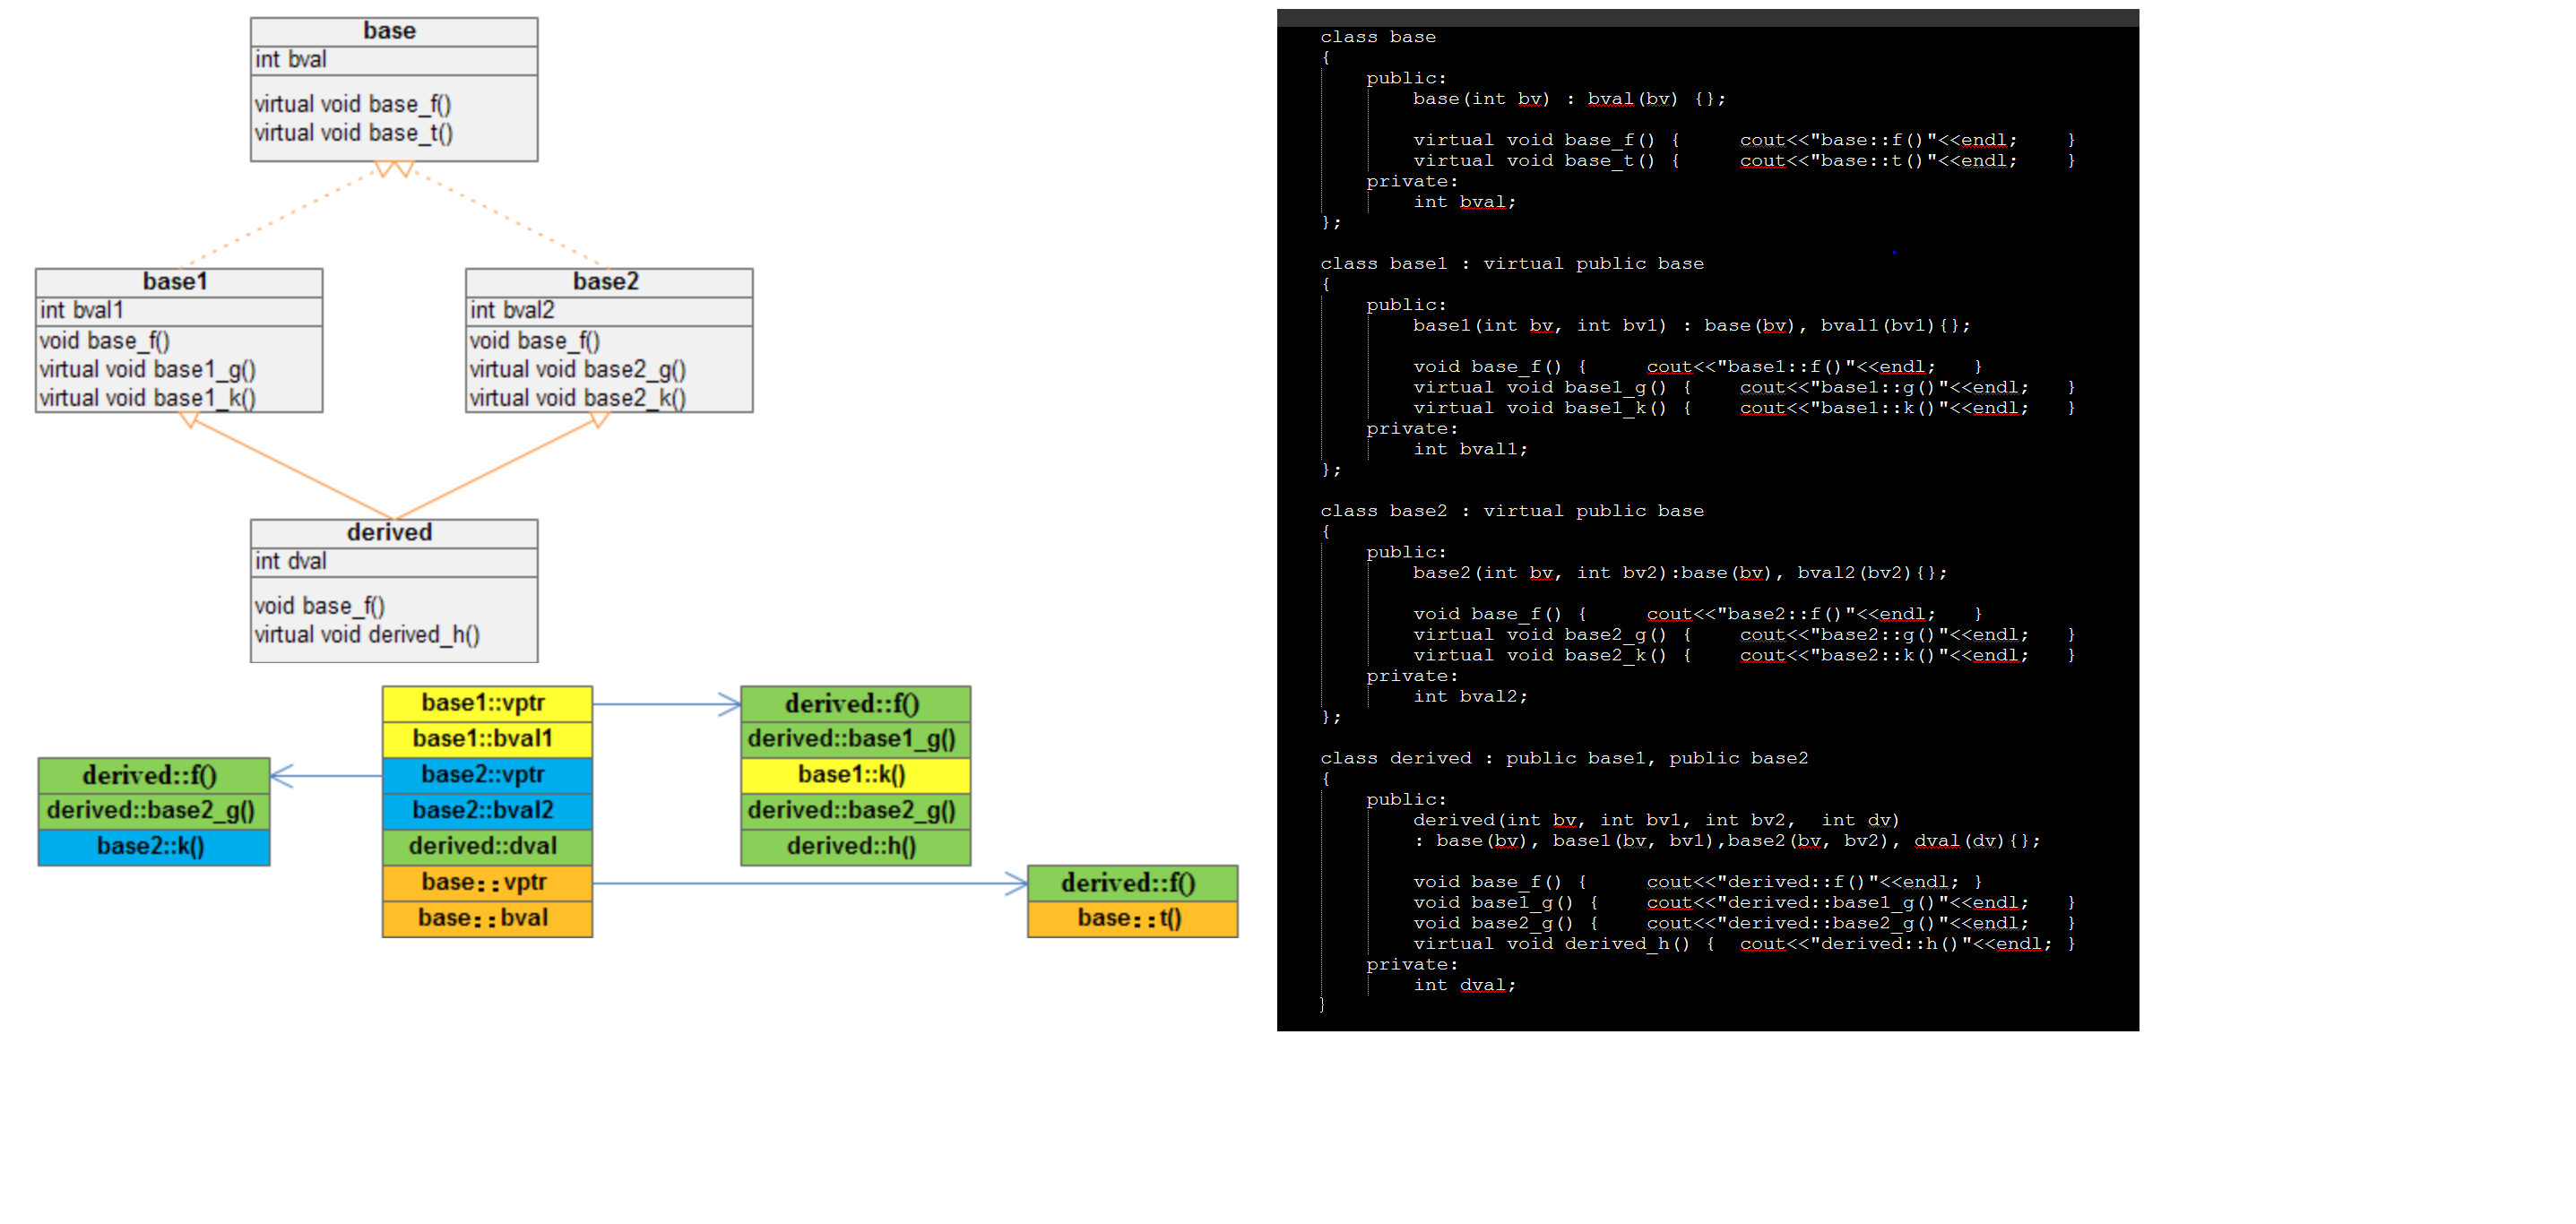 base
int bval
virtual void base_f()
virtual void base_t()
base1
int bval1
void base_f()
virtual void base1_g()
virtual void base1_k()
base2
int bval2
void base_f()
virtual void base2_g()
virtual void base2_k()
derived
int dval
void base_f()
virtual void derived_h()
base1::vptr
base1::bval1
base2::vptr
base2::bval2
derived::dval
base::vptr
base::bval
derived::f()
derived::base2_g()
base2::k()
derived::f()
derived::base1_g()
base1::k()
derived::base2_g()
derived::h()
derived::f()
base::t()
class base
{
public:
base(int bv) : bval(bv) {};
virtual void base_f() { cout<<"base::f()"<<endl; }
virtual void base_t() { cout<<"base::t()"<<endl; }
private:
int bval;
};
class base1 : virtual public base
{
public:
base1(int bv, int bv1) : base(bv), bval1(bv1){};
void base_f() { cout<<"base1::f()"<<endl; }
virtual void base1_g() { cout<<"base1::g()"<<endl; }
virtual void base1_k() { cout<<"base1::k()"<<endl; }
private:
int bval1;
};
class base2 : virtual public base
{
public:
base2(int bv, int bv2):base(bv), bval2(bv2){};
void base_f() { cout<<"base2::f()"<<endl; }
virtual void base2_g() { cout<<"base2::g()"<<endl; }
virtual void base2_k() { cout<<"base2::k()"<<endl; }
private:
int bval2;
};
class derived : public base1, public base2
{
public:
derived(int bv, int bv1, int bv2, int dv)
: base(bv), base1(bv, bv1),base2(bv, bv2), dval(dv){};
void base_f() { cout<<"derived::f()"<<endl; }
void base1_g() { cout<<"derived::base1_g()"<<endl; }
void base2_g() { cout<<"derived::base2_g()"<<endl; }
virtual void derived_h() { cout<<"derived::h()"<<endl; }
private:
int dval;
}